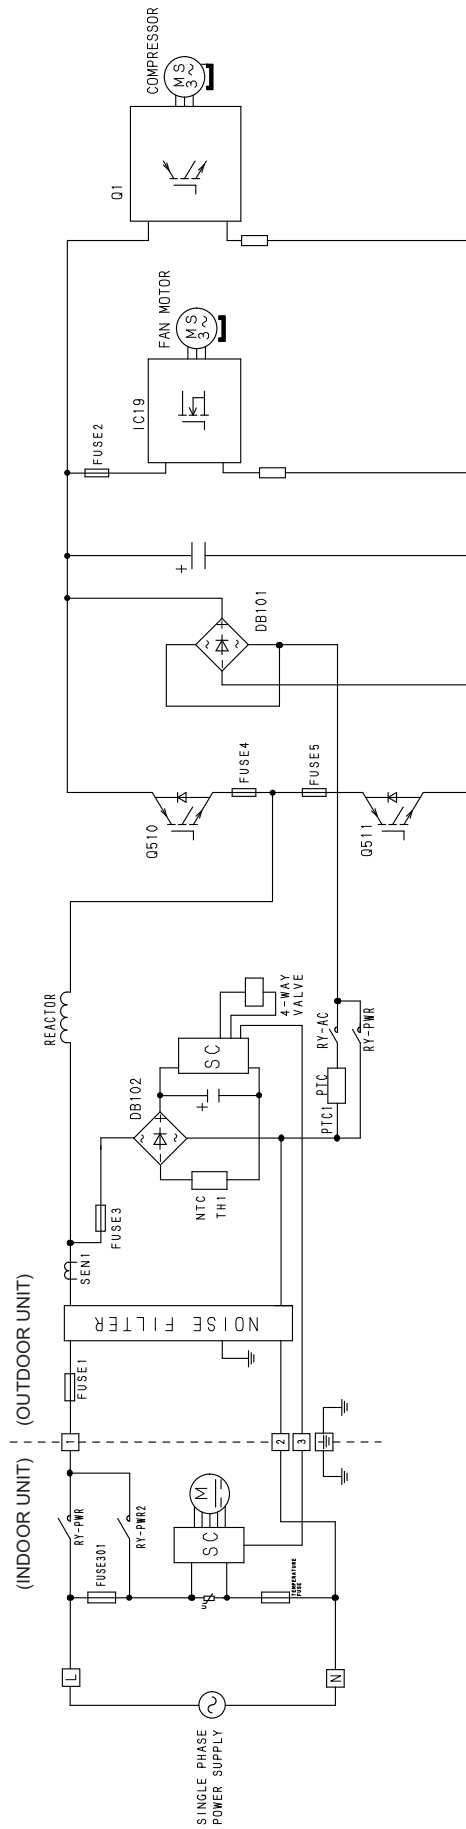 (INDOOR UNIT)
(OUTDOOR UNIT)
SINGLE PHASE
POWER SUPPLY
L
N
RY-PWR
FUSE301
RY-PWR2
SC
M
TEMPERATURE
FUSE
1
2
3
FUSE1
NOISE FILTER
SEN1
FUSE3
REACTOR
DB102
+
NTC
TH1
SC
4-WAY
VALVE
PTC1
PTC
RY-AC
RY-PWR
Q510
FUSE4
FUSE5
Q511
DB101
+
FUSE2
IC19
FAN MOTOR
MS
3~
Q1
COMPRESSOR
MS
3~